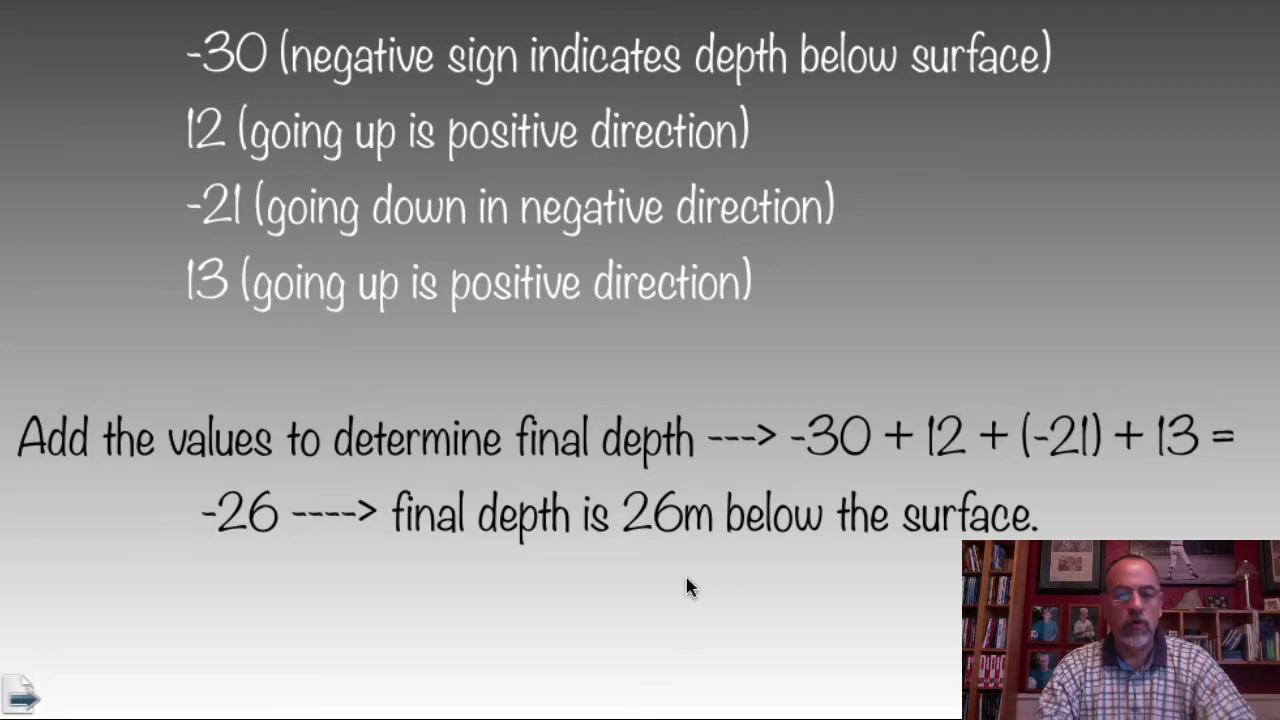 -30 (negative sign indicates depth below surface)
12 (going up is positive direction)
-21 (going down in negative direction)
13 (going up is positive direction)
Add the values to determine final depth ---> -30 + 12 + (-21) + 13 =
-26 ----> final depth is 26m below the surface.